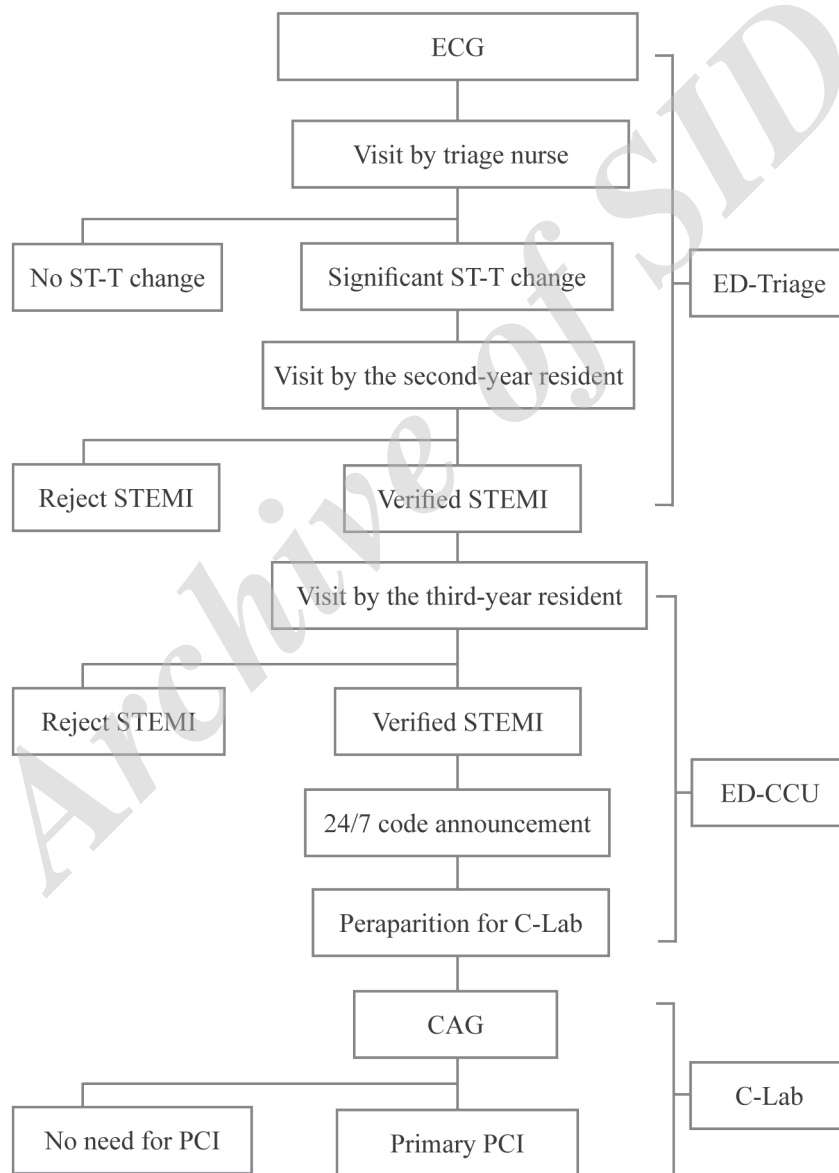 ECG
Visit by triage nurse
No ST-T change
Significant ST-T change
ED-Triage
Visit by the second-year resident
Reject STEMI
Verified STEMI
Visit by the third-year resident
Reject STEMI
Verified STEMI
ED-CCU
24/7 code announcement
Peraparition for C-Lab
CAG
C-Lab
No need for PCI
Primary PCI
Archive of SID